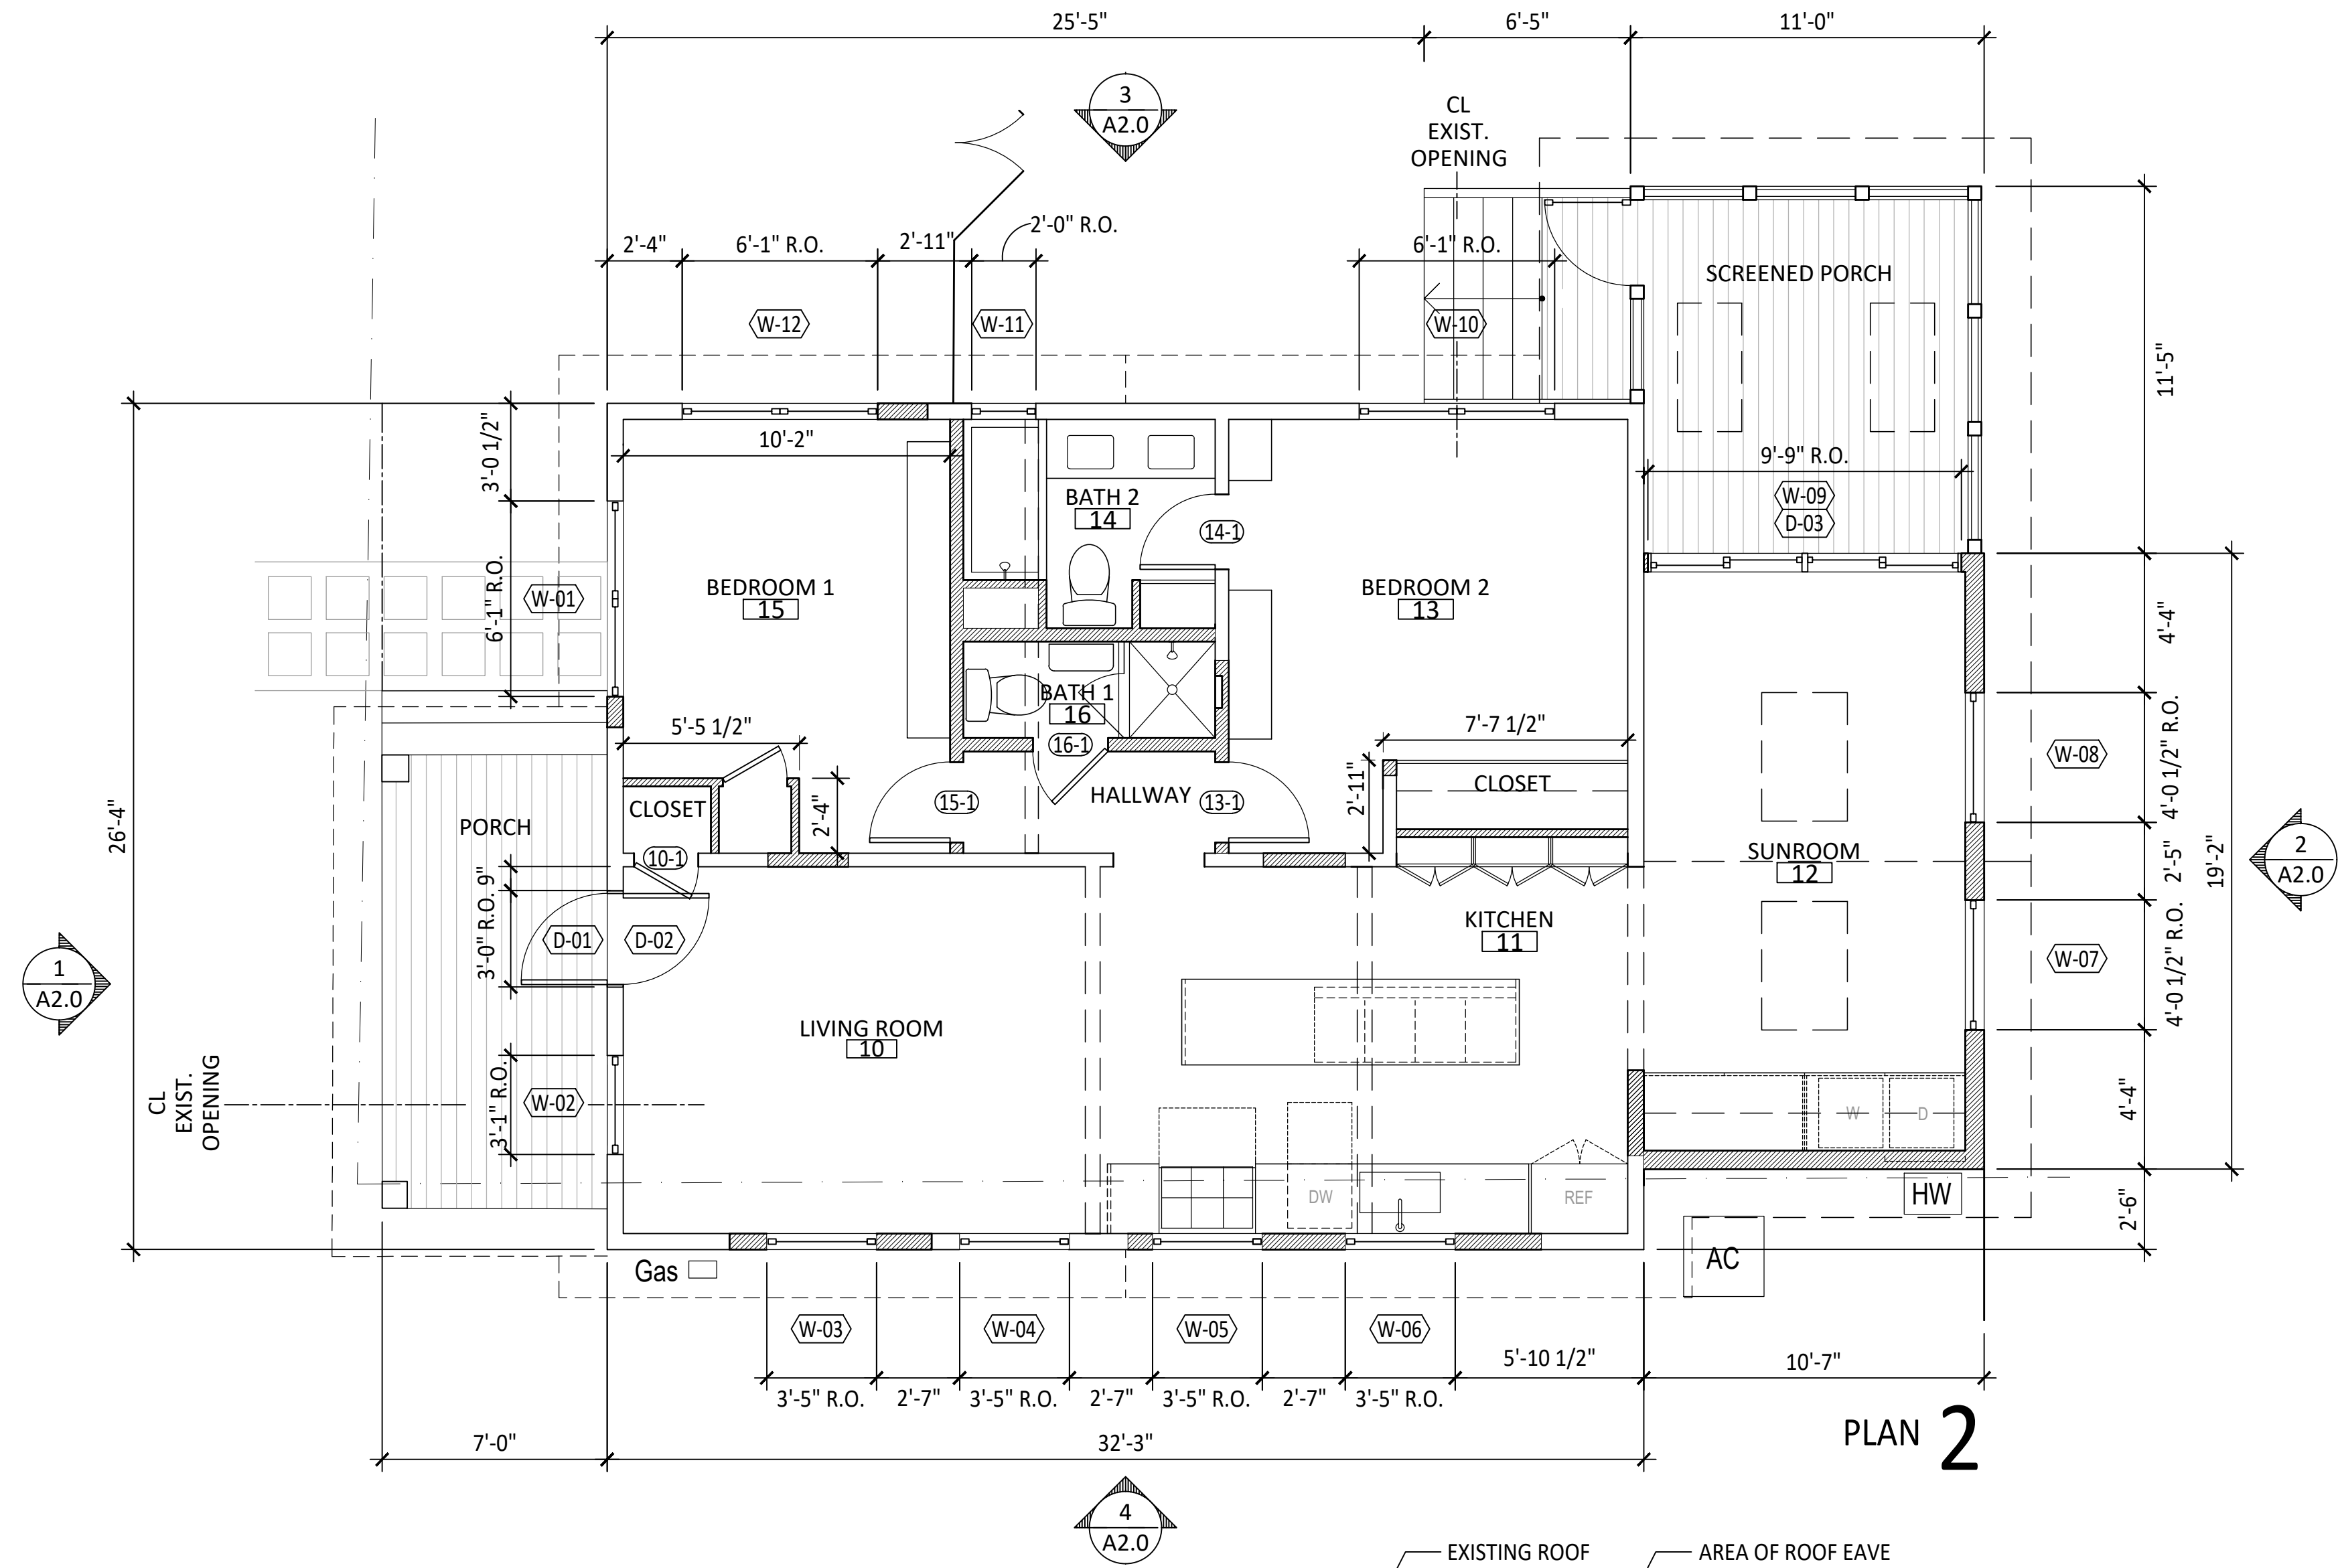 25'-5"
6'-5"
11'-0"
3
A2.0
CL
EXIST.
OPENING
2'-4"
6'-1" R.O.
2'-11"
2'-0" R.O.
6'-1" R.O.
SCREENED PORCH
W-12
W-11
W-10
11'-5"
3'-0 1/2"
10'-2"
9'-9" R.O.
W-09
D-03
BATH 2
14
14-1
6'-1" R.O.
W-01
BEDROOM 1
15
BEDROOM 2
13
4'-4"
BATH 1
16
16-1
5'-5 1/2"
7'-7 1/2"
4'-0 1/2" R.O.
W-08
26'-4"
PORCH
CLOSET
2'-4"
15-1
HALLWAY
13-1
2'-11"
CLOSET
10-1
SUNROOM
12
2'-5"
19'-2"
2
A2.0
9"
3'-0" R.O.
D-01
D-02
KITCHEN
11
4'-0 1/2" R.O.
W-07
1
A2.0
LIVING ROOM
10
CL
EXIST.
OPENING
3'-1" R.O.
W-02
W
D
4'-4"
DW
REF
HW
2'-6"
Gas
AC
W-03
W-04
W-05
W-06
5'-10 1/2"
10'-7"
3'-5" R.O.
2'-7"
3'-5" R.O.
2'-7"
3'-5" R.O.
2'-7"
3'-5" R.O.
7'-0"
32'-3"
PLAN 2
4
A2.0
EXISTING ROOF
AREA OF ROOF EAVE